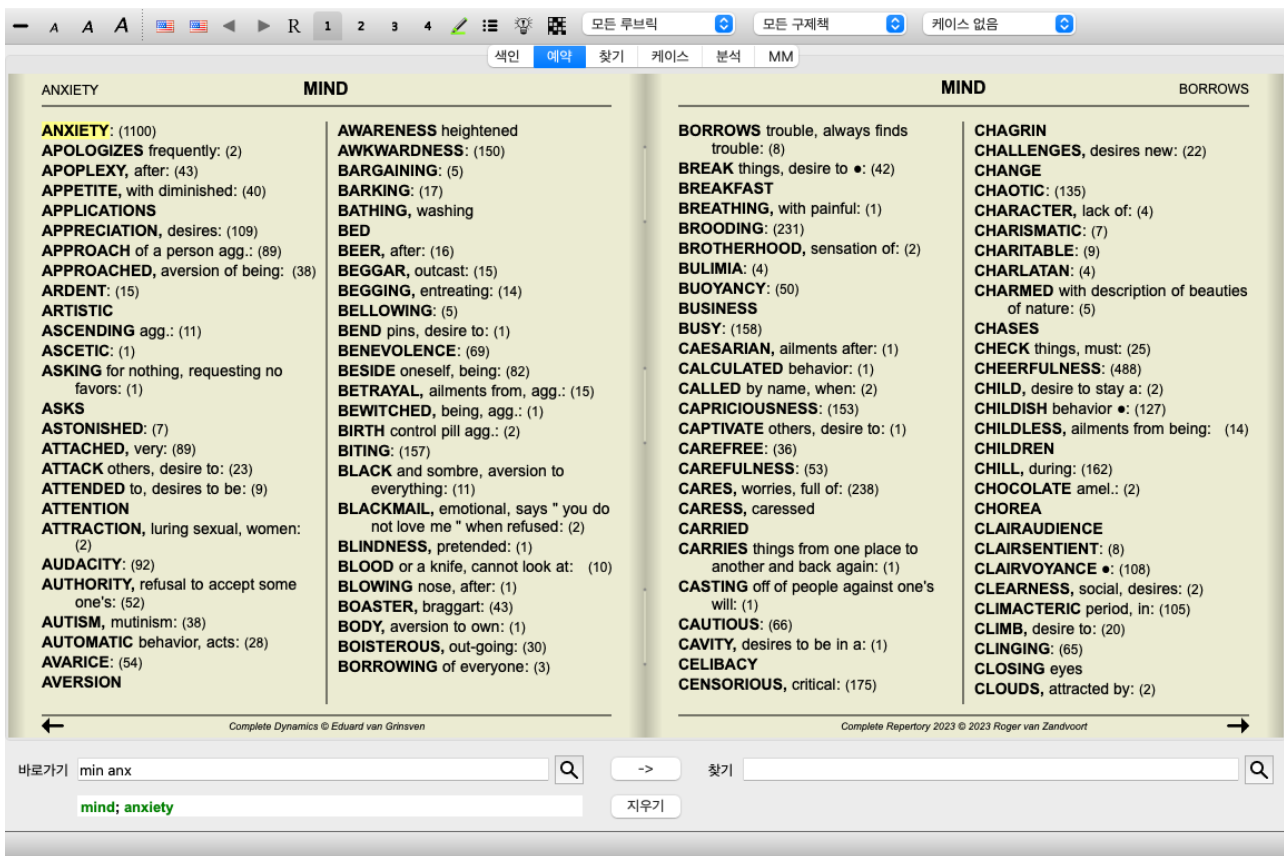 A A A R 1 2 3 4 모든 루브릭 모든 구제책 케이스 없음
색인 예약 찾기 케이스 분석 MM
ANXIETY MIND
ANXIETY: (1100)
APOLOGIZES frequently: (2)
APOPLEXY, after: (43)
APPETITE, with diminished: (40)
APPLICATIONS
APPRECIATION, desires: (109)
APPROACH of a person agg.: (89)
APPROACHED, aversion of being: (38)
ARDENT: (15)
ARTISTIC
ASCENDING agg.: (11)
ASCETIC: (1)
ASKING for nothing, requesting no
favors: (1)
ASKS
ASTONISHED: (7)
ATTACHED, very: (89)
ATTACK others, desire to: (23)
ATTENDED to, desires to be: (9)
ATTENTION
ATTRACTION, luring sexual, women:
(2)
AUDACITY: (92)
AUTHORITY, refusal to accept some
one's: (52)
AUTISM, mutinism: (38)
AUTOMATIC behavior, acts: (28)
AVARICE: (54)
AVERSION
AWARENESS heightened
AWKWARDNESS: (150)
BARGAINING: (5)
BARKING: (17)
BATHING, washing
BED
BEER, after: (16)
BEGGAR, outcast: (15)
BEGGING, entreating: (14)
BELLOWING: (5)
BEND pins, desire to: (1)
BENEVOLENCE: (69)
BESIDE oneself, being: (82)
BETRAYAL, ailments from, agg.: (15)
BEWITCHED, being, agg.: (1)
BIRTH control pill agg.: (2)
BITING: (157)
BLACK and sombre, aversion to
everything: (11)
BLACKMAIL, emotional, says " you do
not love me " when refused: (2)
BLINDNESS, pretended: (1)
BLOOD or a knife, cannot look at: (10)
BLOWING nose, after: (1)
BOASTER, braggart: (43)
BODY, aversion to own: (1)
BOISTEROUS, out-going: (30)
BORROWING of everyone: (3)
Complete Dynamics © Eduard van Grinsven
MIND BORROWS
BORROWS trouble, always finds
trouble: (8)
BREAK things, desire to ●: (42)
BREAKFAST
BREATHING, with painful: (1)
BROODING: (231)
BROTHERHOOD, sensation of: (2)
BULIMIA: (4)
BUOYANCY: (50)
BUSINESS
BUSY: (158)
CAESARIAN, ailments after: (1)
CALCULATED behavior: (1)
CALLED by name, when: (2)
CAPRICIOUSNESS: (153)
CAPTIVATE others, desire to: (1)
CAREFREE: (36)
CAREFULNESS: (53)
CARES, worries, full of: (238)
CARESS, caressed
CARRIED
CARRIES things from one place to
another and back again: (1)
CASTING off of people against one's
will: (1)
CAUTIOUS: (66)
CAVITY, desires to be in a: (1)
CELIBACY
CENSORIOUS, critical: (175)
CHAGRIN
CHALLENGES, desires new: (22)
CHANGE
CHAOTIC: (135)
CHARACTER, lack of: (4)
CHARISMATIC: (7)
CHARITABLE: (9)
CHARLATAN: (4)
CHARMED with description of beauties
of nature: (5)
CHASES
CHECK things, must: (25)
CHEERFULNESS: (488)
CHILD, desire to stay a: (2)
CHILDISH behavior ●: (127)
CHILDLESS, ailments from being: (14)
CHILDREN
CHILL, during: (162)
CHOCOLATE amel.: (2)
CHOREA
CLAIRAUDIENCE
CLAIRSENTIENT: (8)
CLAIRVOYANCE ●: (108)
CLEARNESS, social, desires: (2)
CLIMACTERIC period, in: (105)
CLIMB, desire to: (20)
CLINGING: (65)
CLOSING eyes
CLOUDS, attracted by: (2)
Complete Repertory 2023 © 2023 Roger van Zandvoort
바로가기 min anx -> 찾기
mind; anxiety 지우기